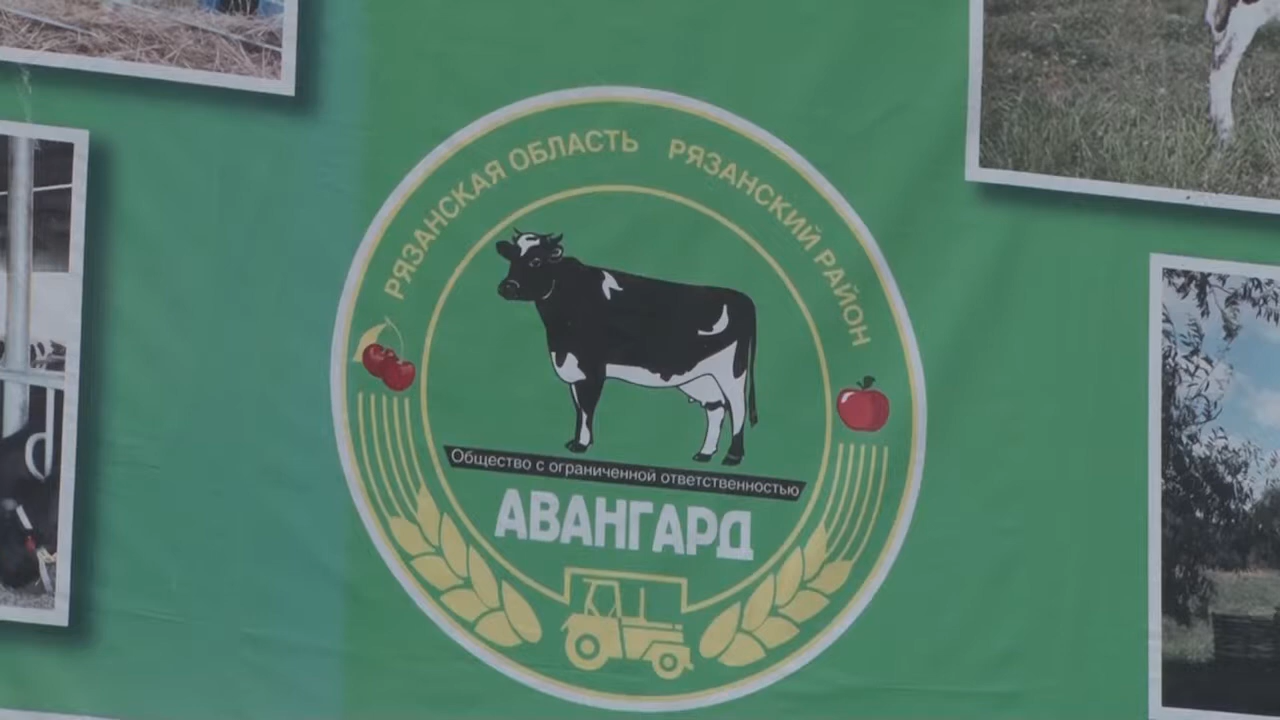 РЯЗАНСКАЯ ОБЛАСТЬ РЯЗАНСКИЙ РАЙОН
Общество с ограниченной ответственностью
АВАНГАРД